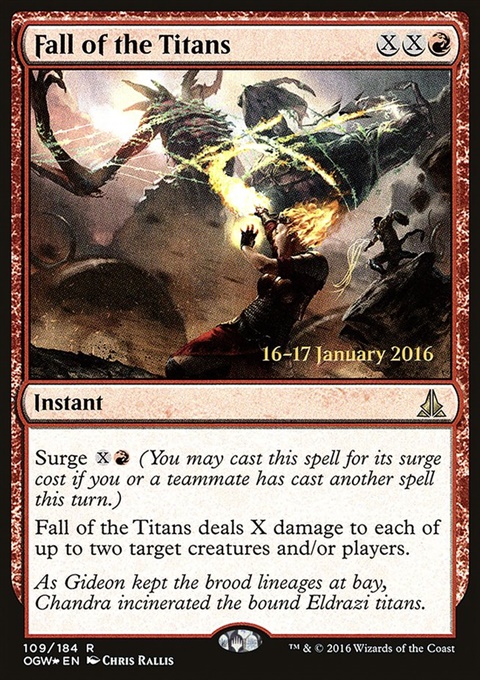 Fall of the Titans XXR
16–17 January 2016
Instant
Surge XR (You may cast this spell for its surge
cost if you or a teammate has cast another spell
this turn.)
Fall of the Titans deals X damage to each of
up to two target creatures and/or players.
As Gideon kept the brood lineages at bay,
Chandra incinerated the bound Eldrazi titans.
109/184 R
OGW★EN Chris Rallis
™ & © 2016 Wizards of the Coast